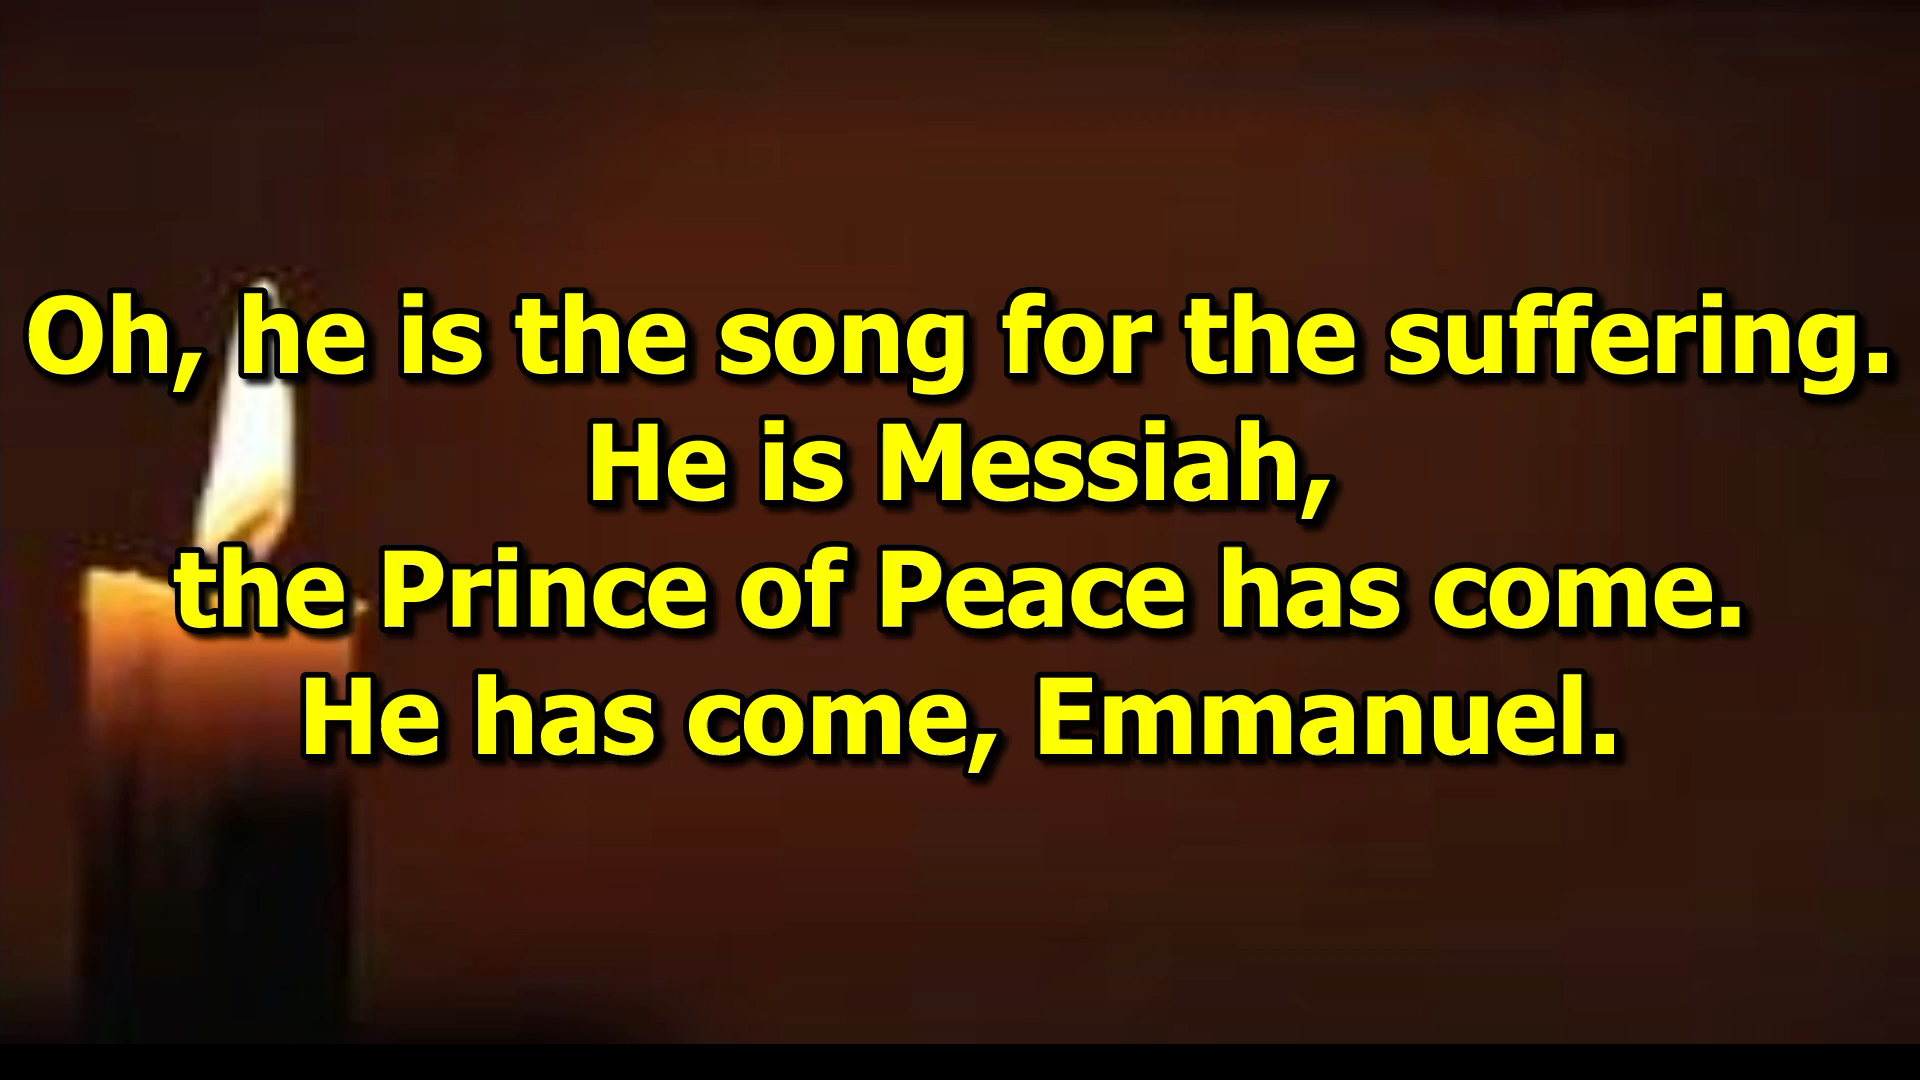 Oh, he is the song for the suffering.
He is Messiah,
the Prince of Peace has come.
He has come, Emmanuel.